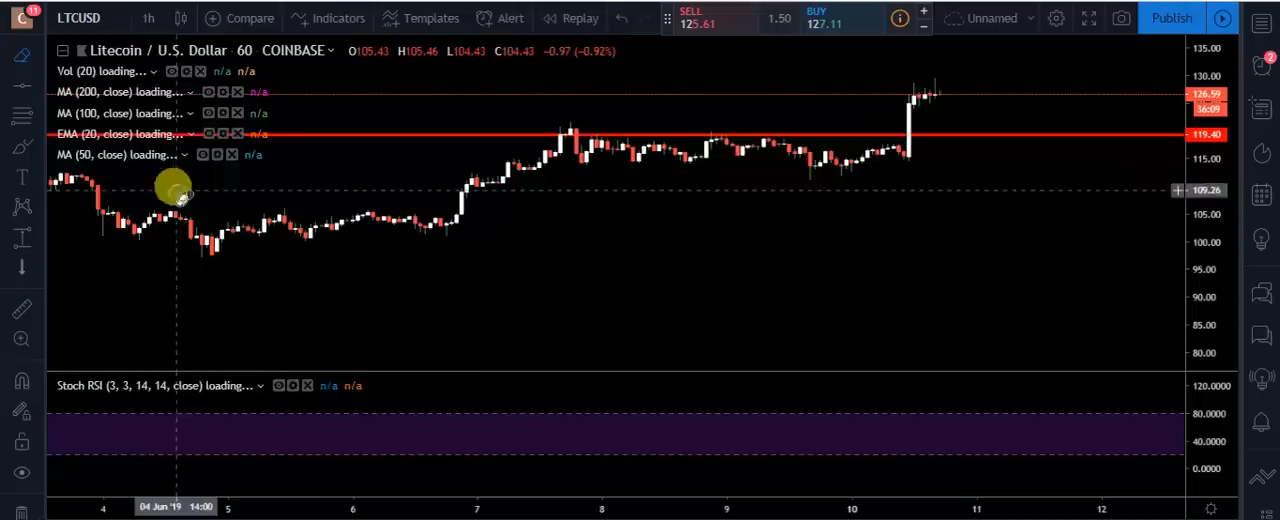 C 11 LTCUSD 1h Compare Indicators Templates Alert Replay SELL 125.61 1.50 BUY 127.11 + − Unnamed Publish
Litecoin / U.S. Dollar 60 COINBASE O105.43 H105.46 L104.43 C104.43 -0.97 (-0.92%)
Vol (20) loading... n/a n/a
MA (200, close) loading... n/a
MA (100, close) loading... n/a
EMA (20, close) loading... n/a
MA (50, close) loading... n/a
135.00
130.00
126.59
36:09
119.40
115.00
109.26
105.00
100.00
95.00
90.00
85.00
80.00
2
Stoch RSI (3, 3, 14, 14, close) loading... n/a n/a
120.0000
80.0000
40.0000
0.0000
3 4 04 Jun '19 14:00 5 6 7 8 9 10 11 12